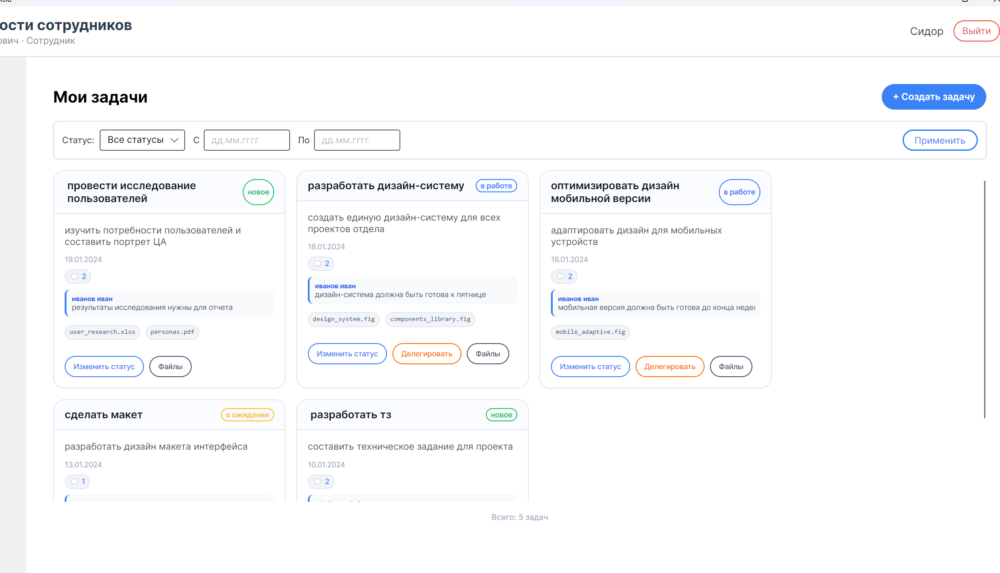 ости сотрудников
ович · Сотрудник
Сидор
Выйти
Мои задачи
+ Создать задачу
Статус:
Все статусы
С
дд.мм.гггг
По
дд.мм.гггг
Применить
провести исследование
пользователей
новое
изучить потребности пользователей и
составить портрет ЦА
19.01.2024
2
иванов иван
результаты исследования нужны для отчета
user_research.xlsx
personas.pdf
Изменить статус
Файлы
разработать дизайн-систему
в работе
создать единую дизайн-систему для всех
проектов отдела
18.01.2024
2
иванов иван
дизайн-система должна быть готова к пятнице
design_system.fig
components_library.fig
Изменить статус
Делегировать
Файлы
оптимизировать дизайн
мобильной версии
в работе
адаптировать дизайн для мобильных
устройств
16.01.2024
2
иванов иван
мобильная версия должна быть готова до конца недел
mobile_adaptive.fig
Изменить статус
Делегировать
Файлы
сделать макет
в ожидании
разработать дизайн макета интерфейса
13.01.2024
1
разработать тз
новое
составить техническое задание для проекта
10.01.2024
2
Всего: 5 задач